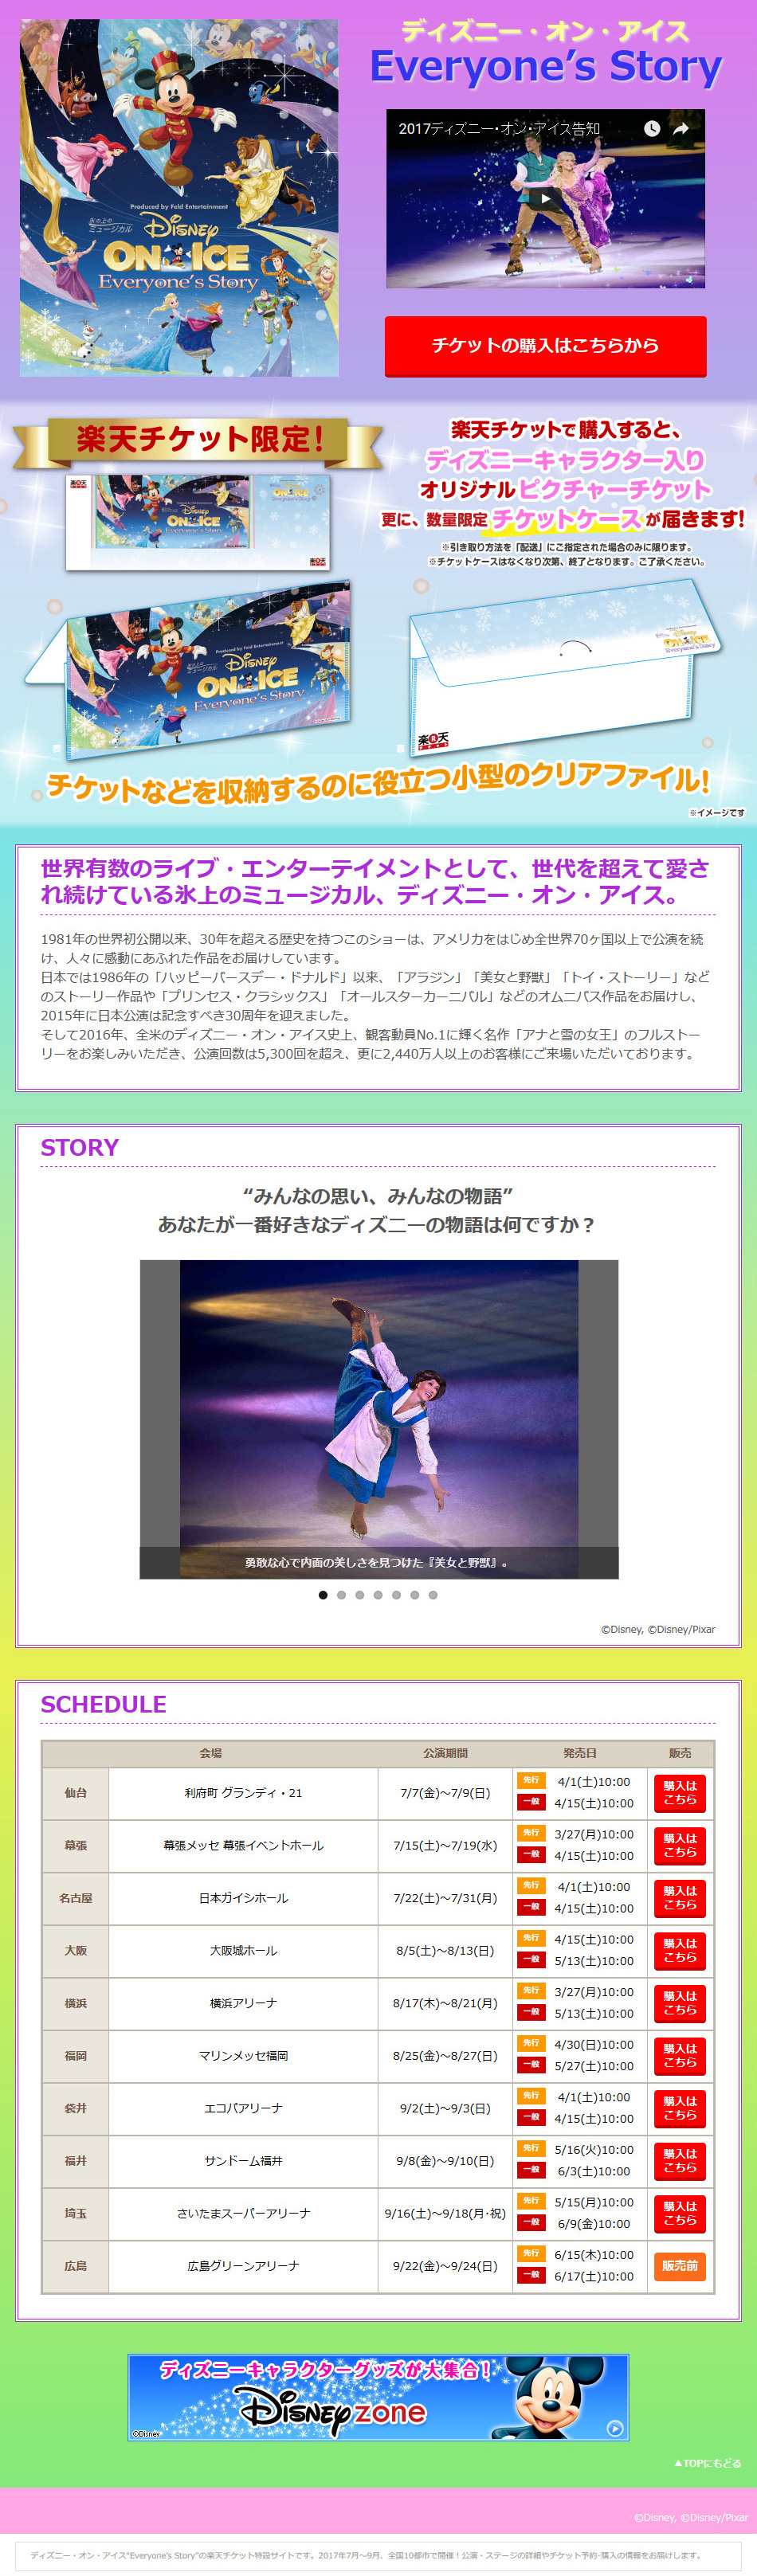 ディズニー・オン・アイス
Everyone's Story
2017ディズニー・オン・アイス告知
Produced by Feld Entertainment
氷の上の
ミュージカル
Disney
ON ICE
Everyone's Story
チケットの購入はこちらから
楽天チケット限定!
楽天チケットで購入すると、
ディズニーキャラクター入り
オリジナルピクチャーチケット
更に、数量限定 チケットケースが届きます!
※引き取り方法を「配送」にご指定された場合のみに限ります。
※チケットケースはなくなり次第、終了となります。ご了承ください。
楽天
Disney
ON ICE
Everyone's Story
楽天
Produced by Feld Entertainment
Disney
ON ICE
Everyone's Story
表
ON ICE
Everyone's Story
楽天
裏
チケットなどを収納するのに役立つ小型のクリアファイル!
※イメージです
世界有数のライブ・エンターテイメントとして、世代を超えて愛さ
れ続けている氷上のミュージカル、ディズニー・オン・アイス。
1981年の世界初公開以来、30年を超える歴史を持つこのショーは、アメリカをはじめ全世界70ヶ国以上で公演を続
け、人々に感動にあふれた作品をお届けしています。
日本では1986年の「ハッピーバースデー・ドナルド」以来、「アラジン」「美女と野獣」「トイ・ストーリー」など
のストーリー作品や「プリンセス・クラシックス」「オールスターカーニバル」などのオムニバス作品をお届けし、
2015年に日本公演は記念すべき30周年を迎えました。
そして2016年、全米のディズニー・オン・アイス史上、観客動員No.1に輝く名作「アナと雪の女王」のフルストー
リーをお楽しみいただき、公演回数は5,300回を超え、更に2,440万人以上のお客様にご来場いただいております。
STORY
“みんなの思い、みんなの物語”
あなたが一番好きなディズニーの物語は何ですか？
勇敢な心で内面の美しさを見つけた『美女と野獣』。
©Disney, ©Disney/Pixar
SCHEDULE
会場 公演期間 発売日 販売
仙台 利府町 グランディ・21 7/7(金)～7/9(日) 先行 4/1(土)10:00 一般 4/15(土)10:00 購入はこちら
幕張 幕張メッセ 幕張イベントホール 7/15(土)～7/19(水) 先行 3/27(月)10:00 一般 4/15(土)10:00 購入はこちら
名古屋 日本ガイシホール 7/22(土)～7/31(月) 先行 4/1(土)10:00 一般 4/15(土)10:00 購入はこちら
大阪 大阪城ホール 8/5(土)～8/13(日) 先行 4/15(土)10:00 一般 5/13(土)10:00 購入はこちら
横浜 横浜アリーナ 8/17(木)～8/21(月) 先行 3/27(月)10:00 一般 5/13(土)10:00 購入はこちら
福岡 マリンメッセ福岡 8/25(金)～8/27(日) 先行 4/30(日)10:00 一般 5/27(土)10:00 購入はこちら
袋井 エコパアリーナ 9/2(土)～9/3(日) 先行 4/1(土)10:00 一般 4/15(土)10:00 購入はこちら
福井 サンドーム福井 9/8(金)～9/10(日) 先行 5/16(火)10:00 一般 6/3(土)10:00 購入はこちら
埼玉 さいたまスーパーアリーナ 9/16(土)～9/18(月・祝) 先行 5/15(月)10:00 一般 6/9(金)10:00 購入はこちら
広島 広島グリーンアリーナ 9/22(金)～9/24(日) 先行 6/15(木)10:00 一般 6/17(土)10:00 販売前
ディズニーキャラクターグッズが大集合!
Disney zone
©Disney
▲TOPにもどる
©Disney, ©Disney/Pixar
ディズニー・オン・アイス“Everyone's Story”の楽天チケット特設サイトです。2017年7月～9月、全国10都市で開催！公演・ステージの詳細やチケット予約・購入の情報をお届けします。